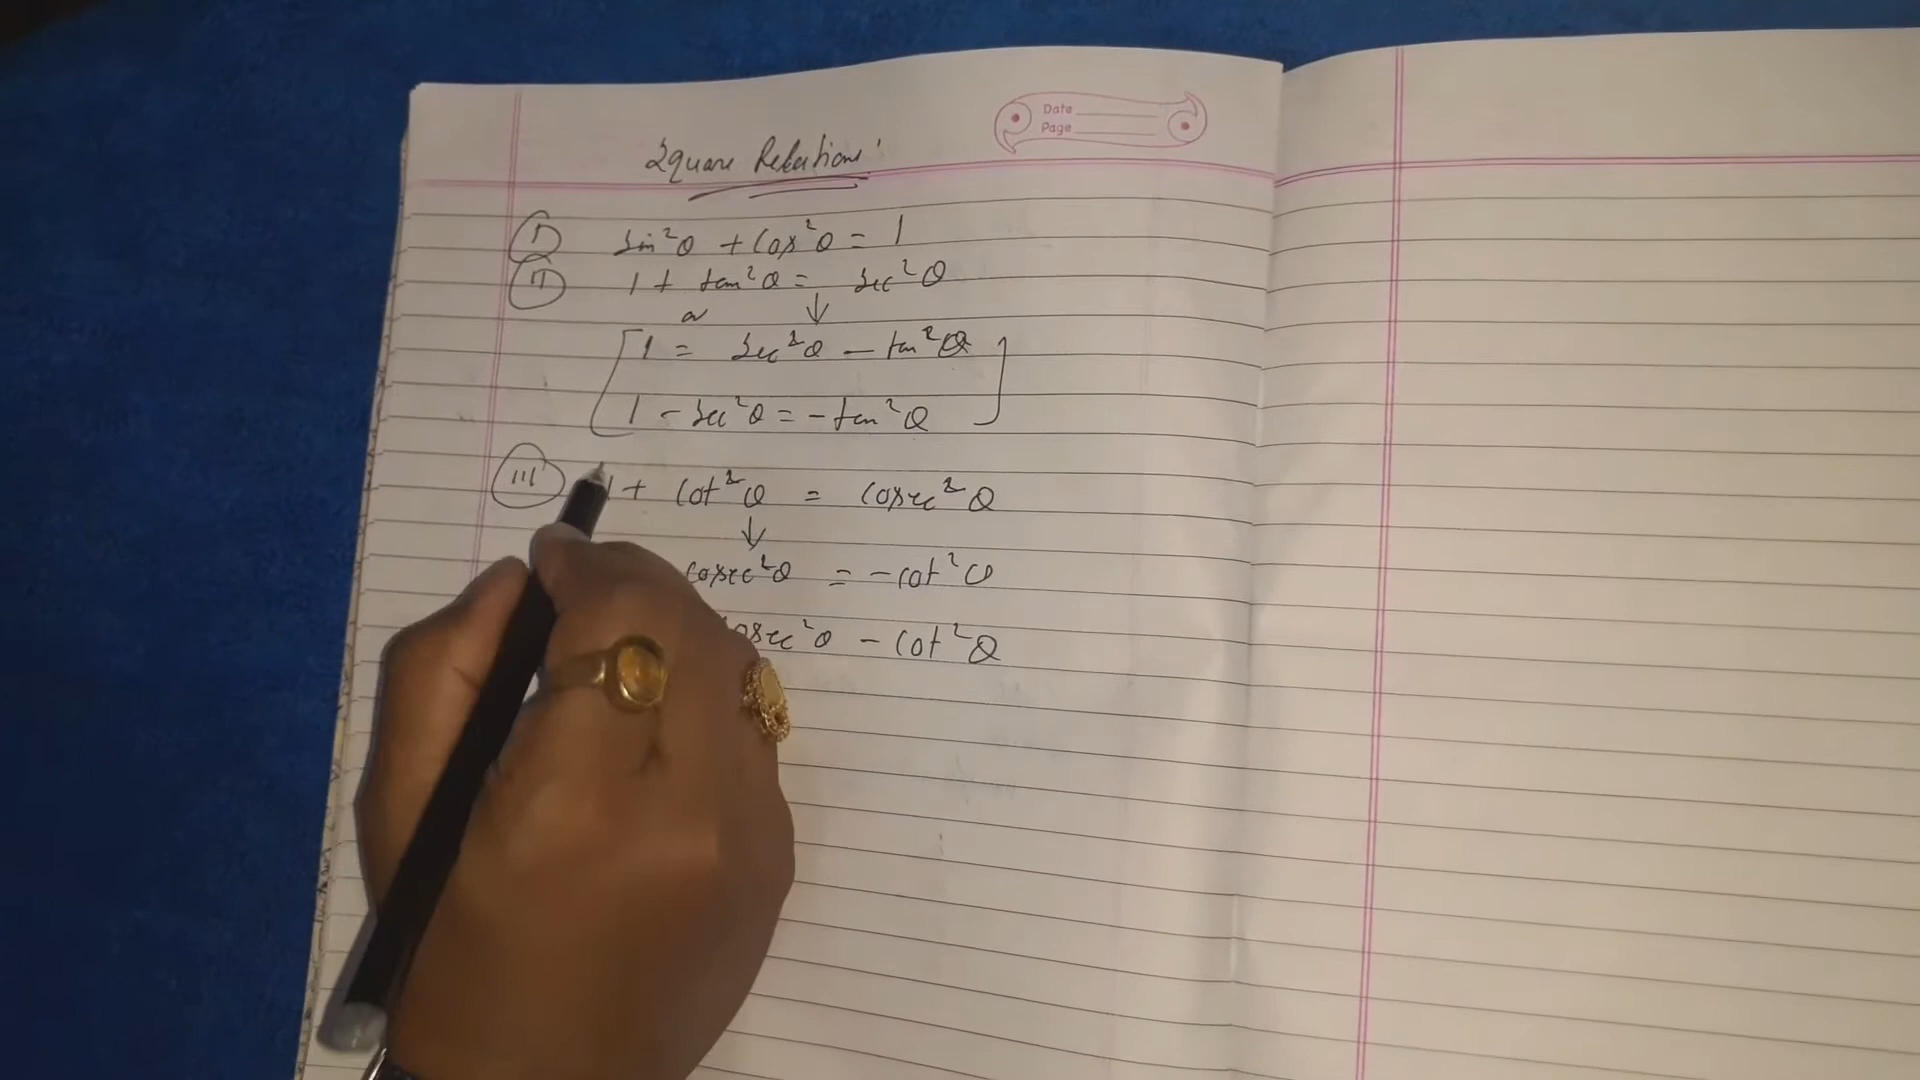 Date
Page
Square Relations
I sin²θ + cos²θ = 1
II 1 + tan²θ = sec²θ
or ↓
1 = sec²θ - tan²θ
1 - sec²θ = -tan²θ
III 1 + cot²θ = cosec²θ
↓
cosec²θ = -cot²θ
cosec²θ - cot²θ